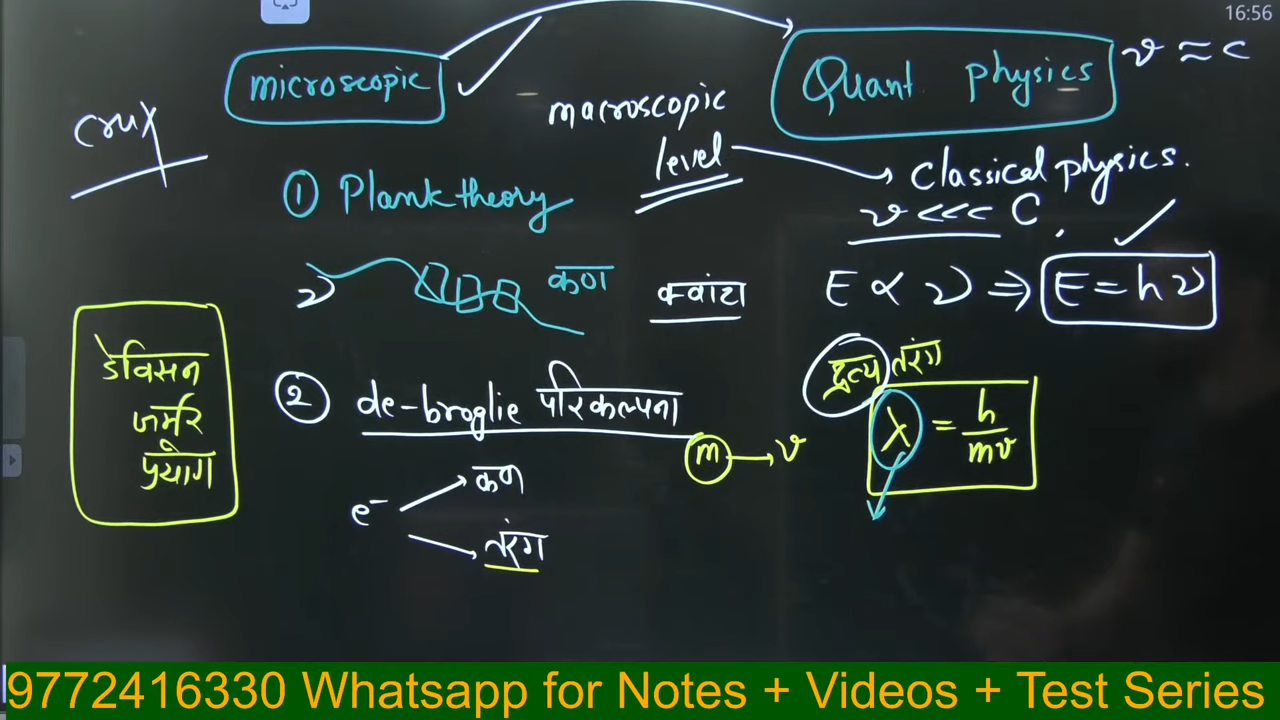 16:56
microscopic
Quant. physics
v ≈ c
crux
macroscopic
level
Classical physics.
v <<< C
① Plank theory
ν
कण
क्वांटा
E ∝ ν ⇒ E = hν
डेविसन
जर्मर
प्रयोग
② de-broglie परिकल्पना
m → v
द्रव्य तरंग
λ = h/mv
e⁻
कण
तरंग
9772416330 Whatsapp for Notes + Videos + Test Series